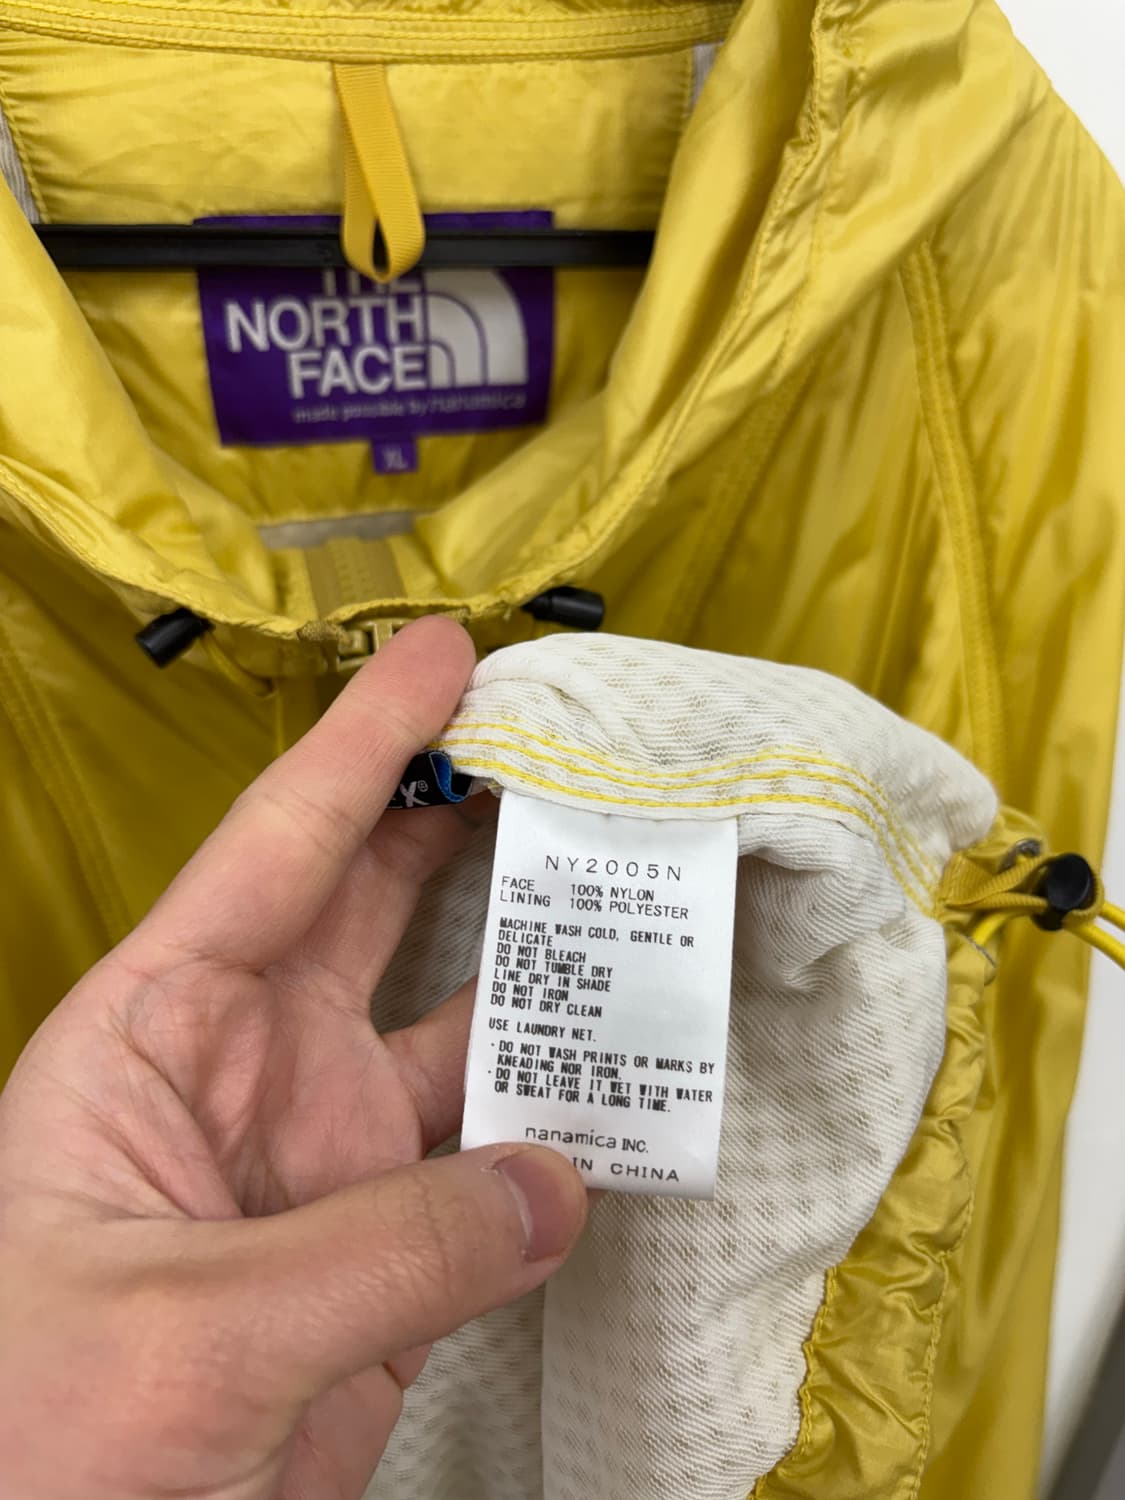 THE
NORTH
FACE
made possible by nanamica
XL
EX®
NY2005N
FACE 100% NYLON
LINING 100% POLYESTER
MACHINE WASH COLD, GENTLE OR
DELICATE
DO NOT BLEACH
DO NOT TUMBLE DRY
LINE DRY IN SHADE
DO NOT IRON
DO NOT DRY CLEAN
USE LAUNDRY NET.
・DO NOT WASH PRINTS OR MARKS BY
KNEADING NOR IRON.
・DO NOT LEAVE IT WET WITH WATER
OR SWEAT FOR A LONG TIME.
nanamica INC.
IN CHINA